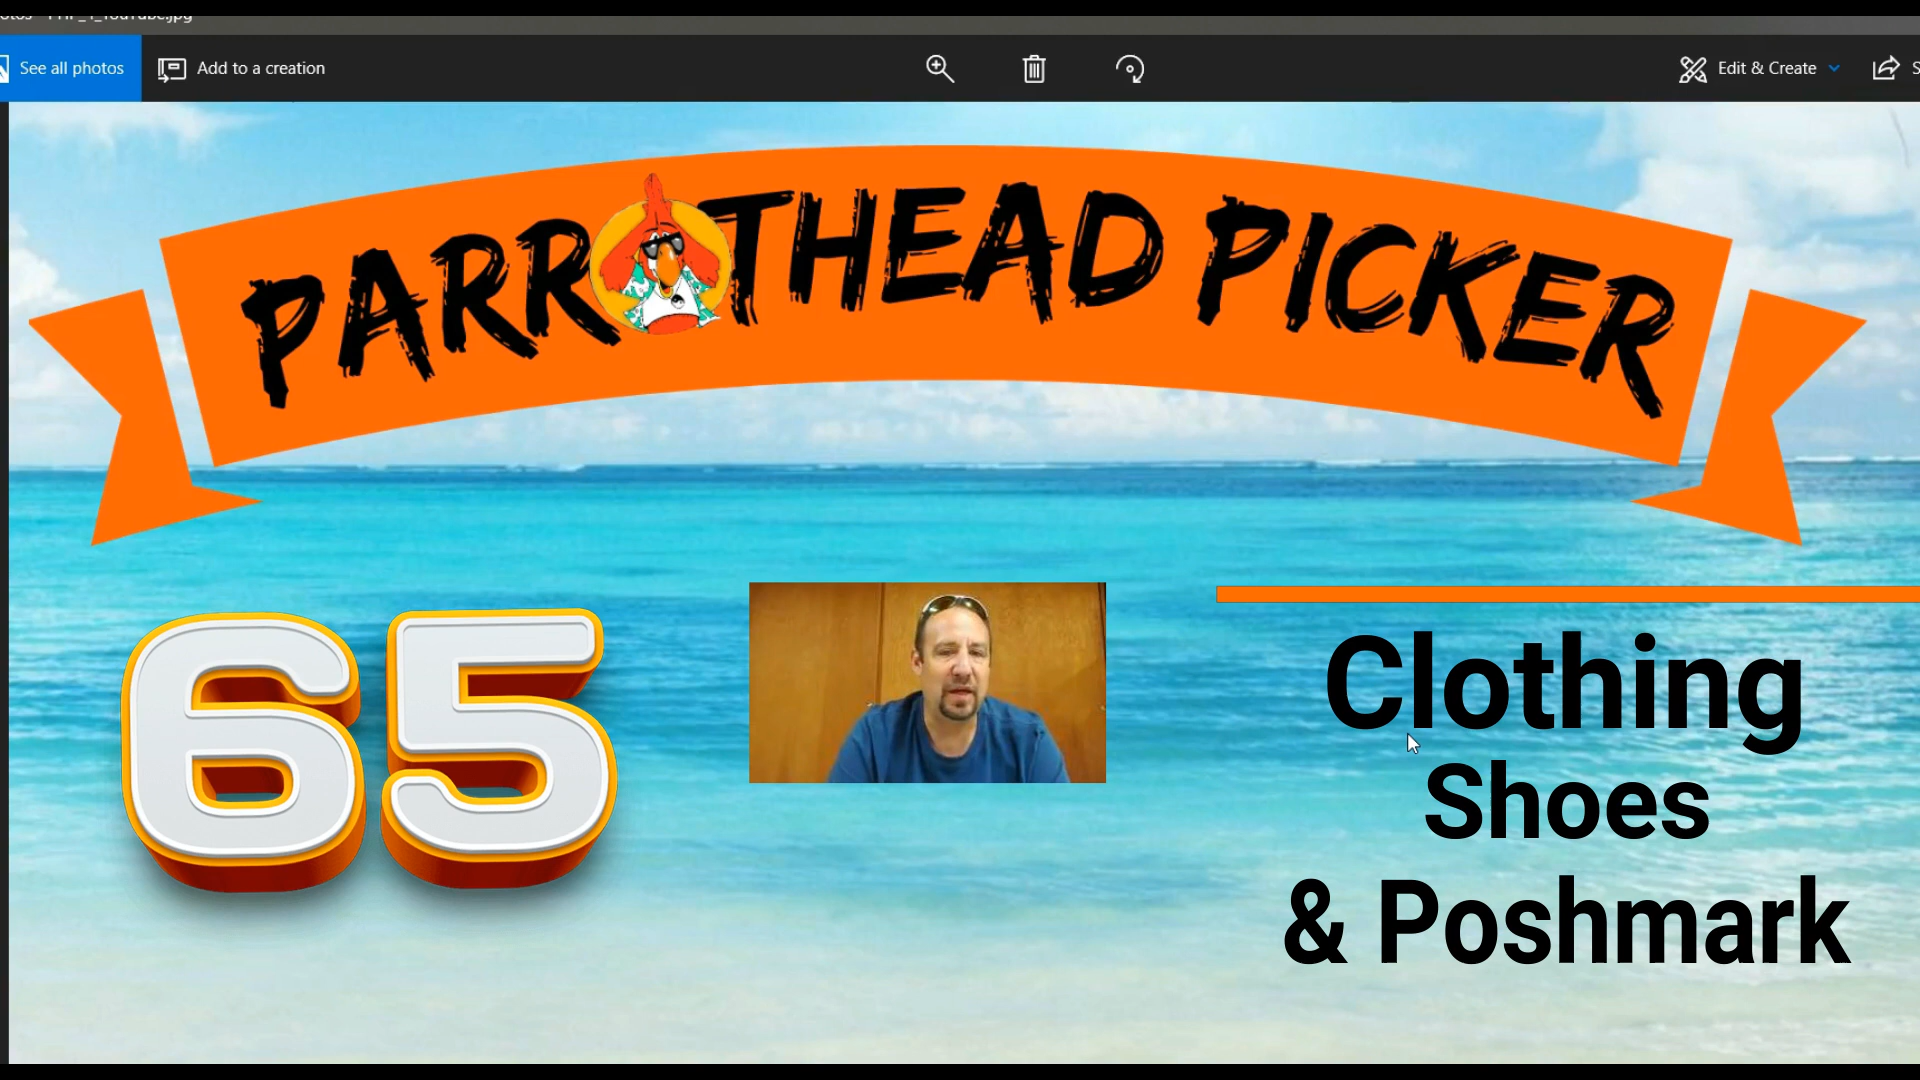 See all photos
Add to a creation
Edit & Create
PARROTHEAD PICKER
65
Clothing
Shoes
& Poshmark